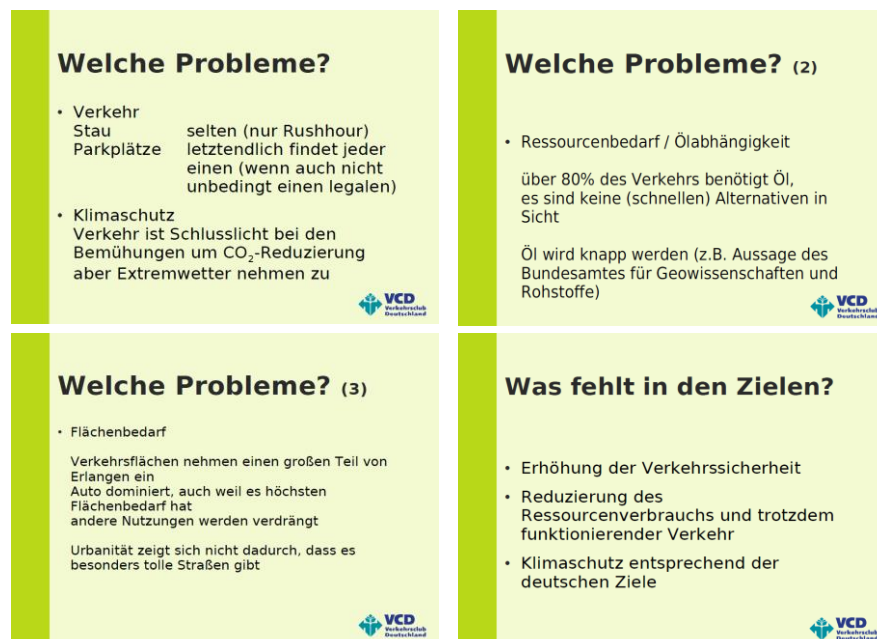 Welche Probleme?
• Verkehr
Stau selten (nur Rushhour)
Parkplätze letztendlich findet jeder
einen (wenn auch nicht
unbedingt einen legalen)
• Klimaschutz
Verkehr ist Schlusslicht bei den
Bemühungen um CO₂-Reduzierung
aber Extremwetter nehmen zu
VCD
Verkehrsclub
Deutschland
Welche Probleme? (2)
• Ressourcenbedarf / Ölabhängigkeit
über 80% des Verkehrs benötigt Öl,
es sind keine (schnellen) Alternativen in
Sicht
Öl wird knapp werden (z.B. Aussage des
Bundesamtes für Geowissenschaften und
Rohstoffe)
VCD
Verkehrsclub
Deutschland
Welche Probleme? (3)
• Flächenbedarf
Verkehrsflächen nehmen einen großen Teil von
Erlangen ein
Auto dominiert, auch weil es höchsten
Flächenbedarf hat
andere Nutzungen werden verdrängt
Urbanität zeigt sich nicht dadurch, dass es
besonders tolle Straßen gibt
VCD
Verkehrsclub
Deutschland
Was fehlt in den Zielen?
• Erhöhung der Verkehrssicherheit
• Reduzierung des
Ressourcenverbrauchs und trotzdem
funktionierender Verkehr
• Klimaschutz entsprechend der
deutschen Ziele
VCD
Verkehrsclub
Deutschland